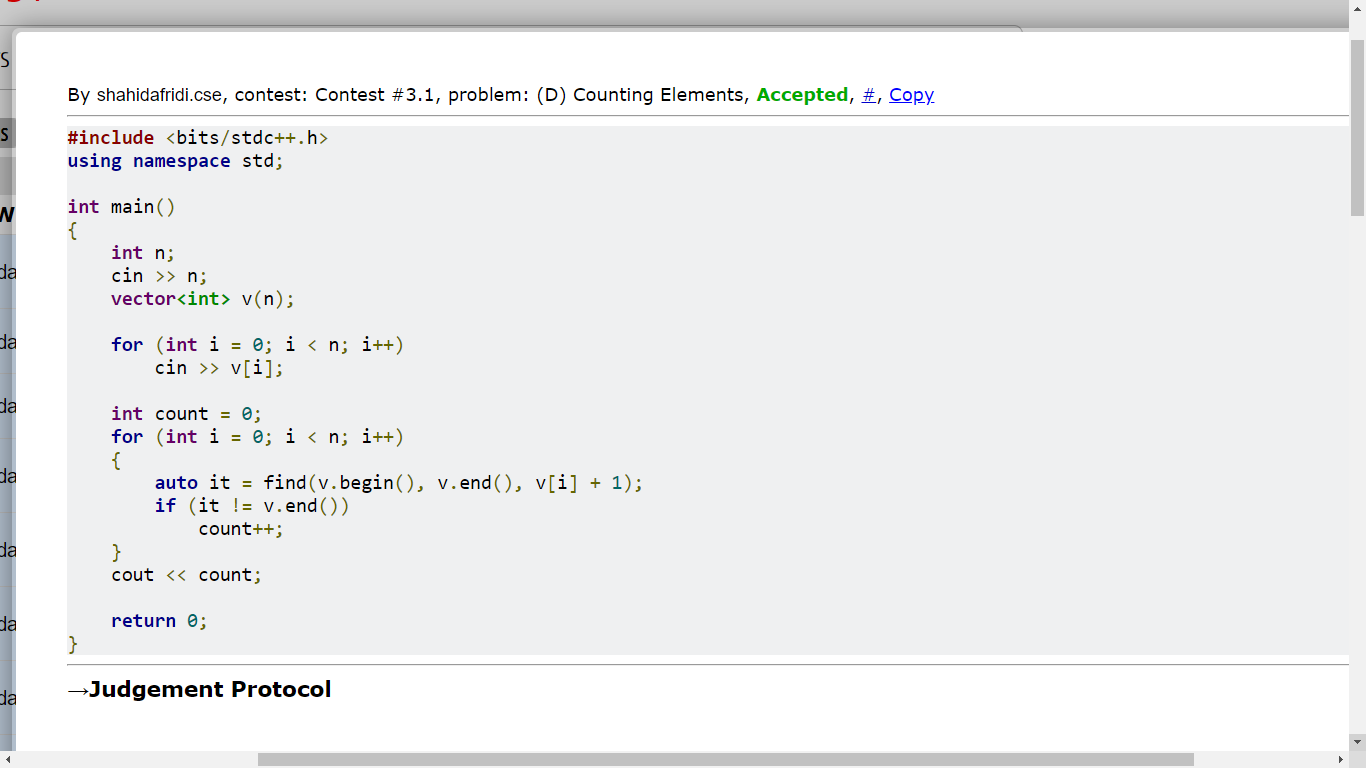 By shahidafridi.cse, contest: Contest #3.1, problem: (D) Counting Elements, Accepted, #, Copy
#include <bits/stdc++.h>
using namespace std;
int main()
{
    int n;
    cin >> n;
    vector<int> v(n);
    for (int i = 0; i < n; i++)
        cin >> v[i];
    int count = 0;
    for (int i = 0; i < n; i++)
    {
        auto it = find(v.begin(), v.end(), v[i] + 1);
        if (it != v.end())
            count++;
    }
    cout << count;
    return 0;
}
→Judgement Protocol